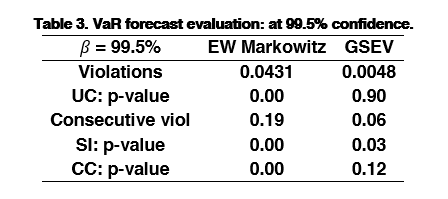 Table 3. VaR forecast evaluation: at 99.5% confidence.
β = 99.5% EW Markowitz GSEV
Violations 0.0431 0.0048
UC: p-value 0.00 0.90
Consecutive viol 0.19 0.06
SI: p-value 0.00 0.03
CC: p-value 0.00 0.12